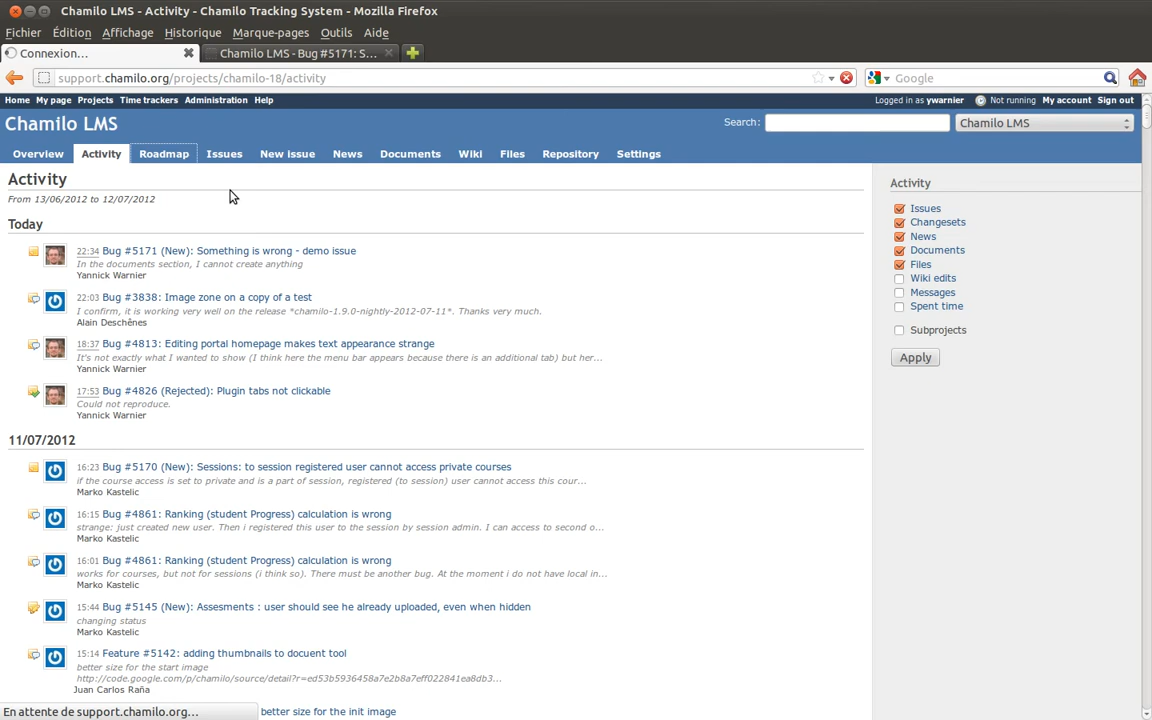 Chamilo LMS - Activity - Chamilo Tracking System - Mozilla Firefox
Fichier Édition Affichage Historique Marque-pages Outils Aide
Connexion... Chamilo LMS - Bug #5171: S...
support.chamilo.org/projects/chamilo-18/activity Google
Home My page Projects Time trackers Administration Help Logged in as ywarnier Not running My account Sign out
Chamilo LMS Search: Chamilo LMS
Overview Activity Roadmap Issues New issue News Documents Wiki Files Repository Settings
Activity
From 13/06/2012 to 12/07/2012
Today
22:34 Bug #5171 (New): Something is wrong - demo issue
In the documents section, I cannot create anything
Yannick Warnier
22:03 Bug #3838: Image zone on a copy of a test
I confirm, it is working very well on the release *chamilo-1.9.0-nightly-2012-07-11*. Thanks very much.
Alain Deschênes
18:37 Bug #4813: Editing portal homepage makes text appearance strange
It's not exactly what I wanted to show (I think here the menu bar appears because there is an additional tab) but her...
Yannick Warnier
17:53 Bug #4826 (Rejected): Plugin tabs not clickable
Could not reproduce.
Yannick Warnier
11/07/2012
16:23 Bug #5170 (New): Sessions: to session registered user cannot access private courses
if the course access is set to private and is a part of session, registered (to session) user cannot access this cour...
Marko Kastelic
16:15 Bug #4861: Ranking (student Progress) calculation is wrong
strange: just created new user. Then i registered this user to the session by session admin. I can access to second o...
Marko Kastelic
16:01 Bug #4861: Ranking (student Progress) calculation is wrong
works for courses, but not for sessions (i think so). There must be another bug. At the moment i do not have local in...
Marko Kastelic
15:44 Bug #5145 (New): Assesments : user should see he already uploaded, even when hidden
changing status
Marko Kastelic
15:14 Feature #5142: adding thumbnails to docuent tool
better size for the start image
http://code.google.com/p/chamilo/source/detail?r=ed53b5936458a7e2b8a7eff022841ea8db3...
Juan Carlos Raña
better size for the init image
Activity
Issues
Changesets
News
Documents
Files
Wiki edits
Messages
Spent time
Subprojects
Apply
En attente de support.chamilo.org...